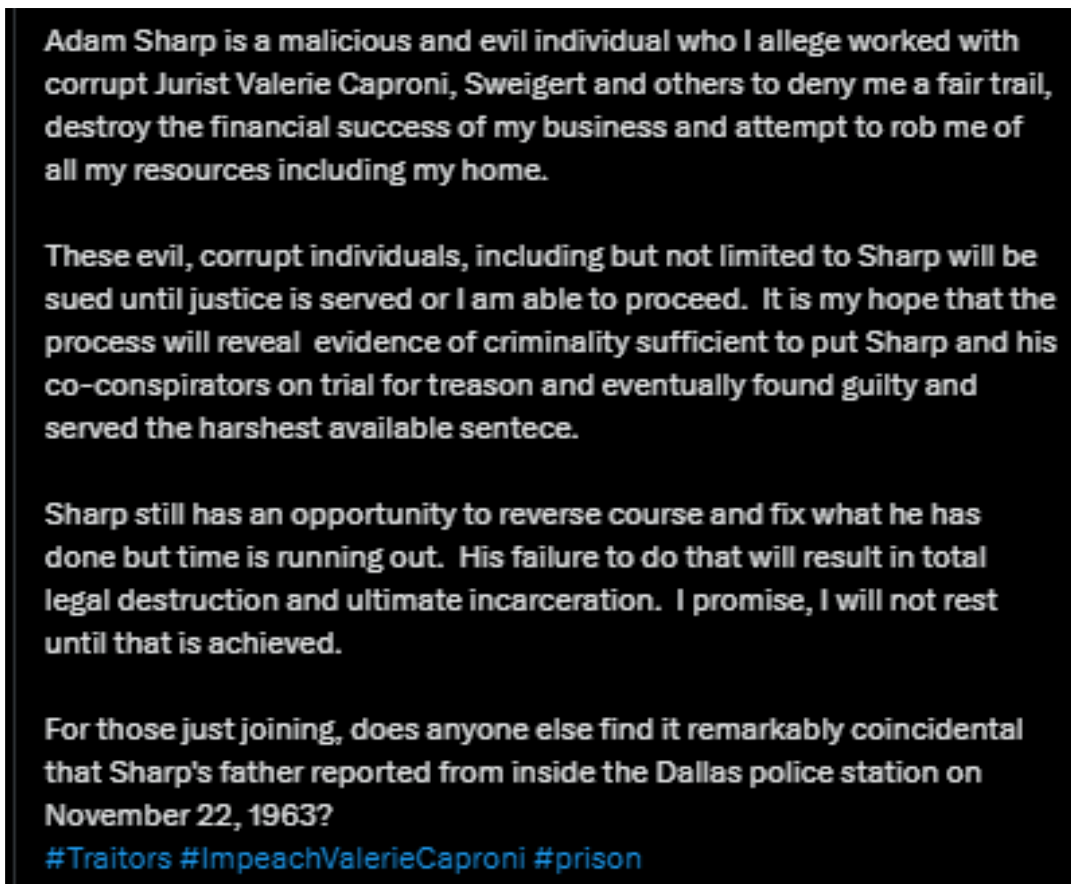 Adam Sharp is a malicious and evil individual who I allege worked with
corrupt Jurist Valerie Caproni, Sweigert and others to deny me a fair trail,
destroy the financial success of my business and attempt to rob me of
all my resources including my home.
These evil, corrupt individuals, including but not limited to Sharp will be
sued until justice is served or I am able to proceed.  It is my hope that the
process will reveal  evidence of criminality sufficient to put Sharp and his
co-conspirators on trial for treason and eventually found guilty and
served the harshest available sentece.
Sharp still has an opportunity to reverse course and fix what he has
done but time is running out.  His failure to do that will result in total
legal destruction and ultimate incarceration.  I promise, I will not rest
until that is achieved.
For those just joining, does anyone else find it remarkably coincidental
that Sharp's father reported from inside the Dallas police station on
November 22, 1963?
#Traitors #ImpeachValerieCaproni #prison